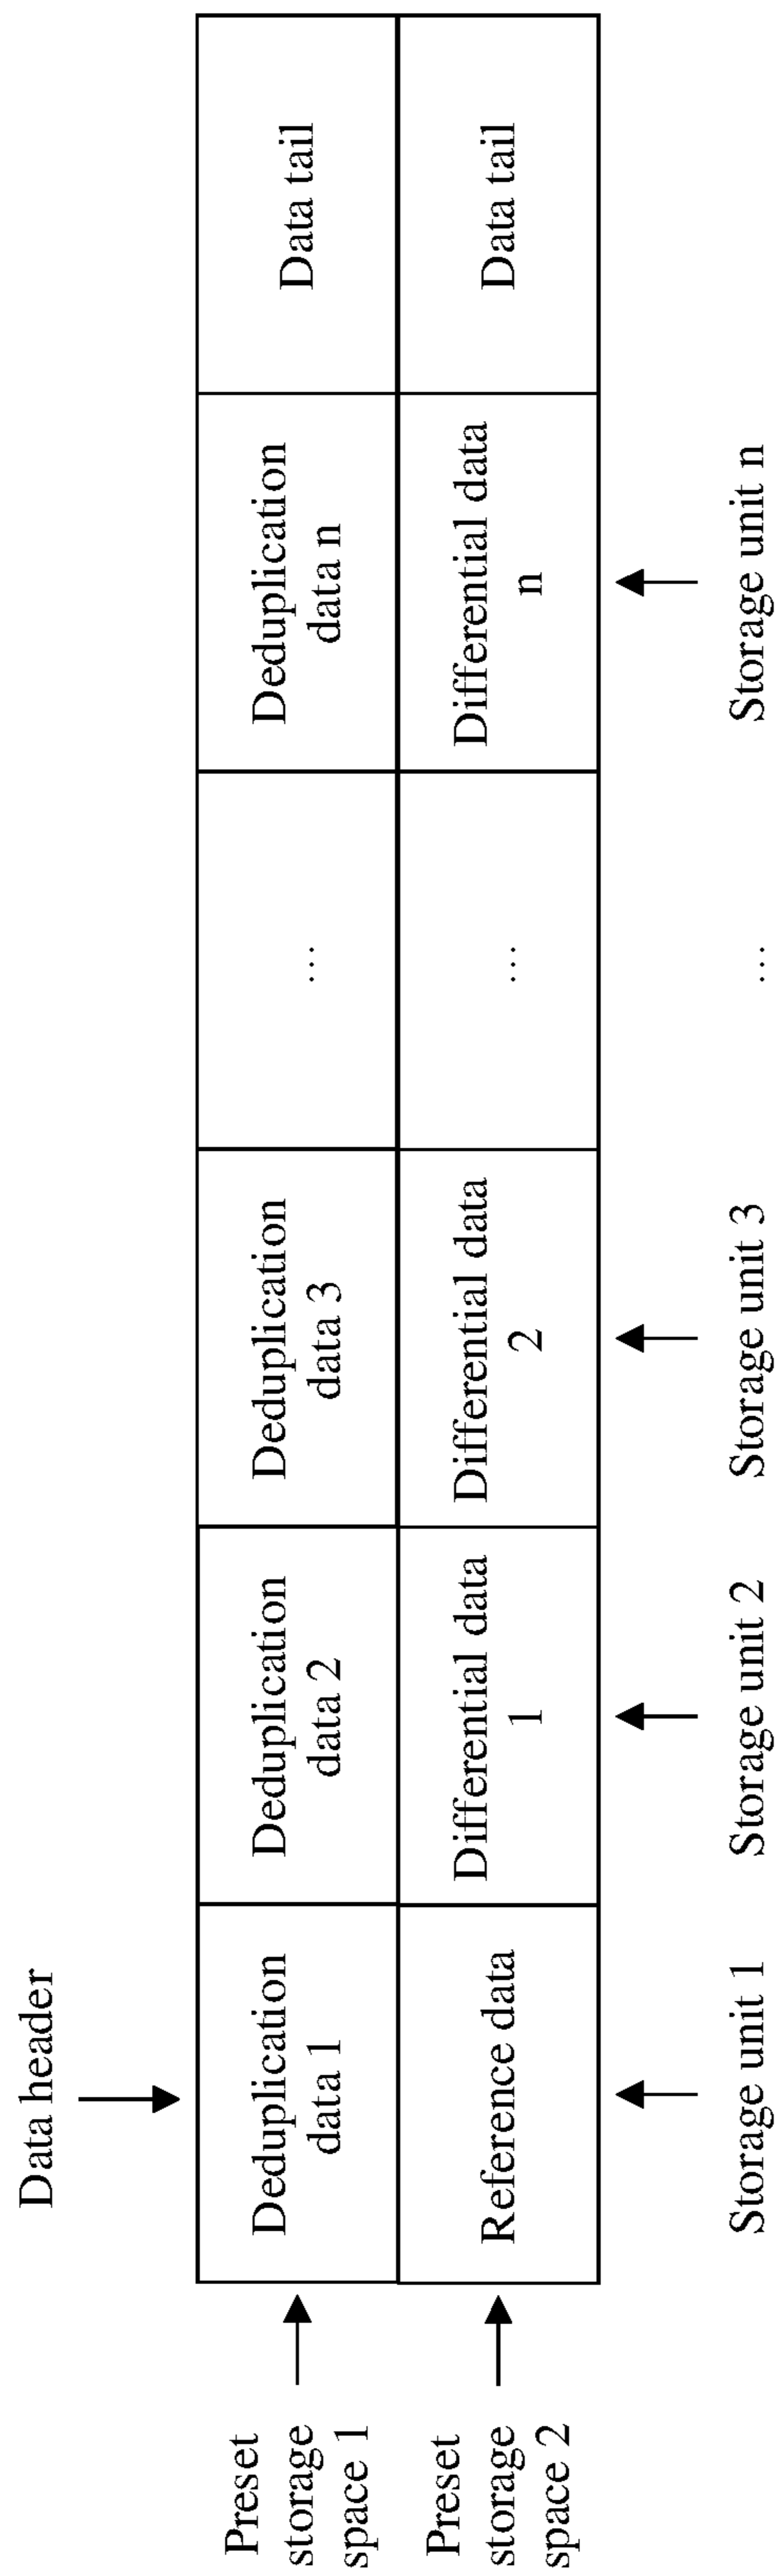 Data header
Preset
storage
space 1
Deduplication
data 1
Deduplication
data 2
Deduplication
data 3
...
Deduplication
data n
Data tail
Preset
storage
space 2
Reference data
Differential data
1
Differential data
2
...
Differential data
n
Data tail
Storage unit 1
Storage unit 2
Storage unit 3
...
Storage unit n